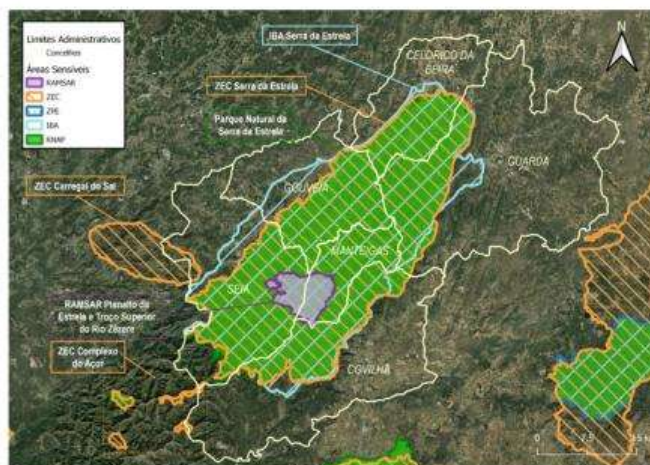 Limites Administrativos
Concelhos
Áreas Sensíveis
RAMSAR
ZEC
ZPE
IBA
RNAP
IBA Serra da Estrela
N
CELORICO DA
BEIRA
ZEC Serra da Estrela
Parque Natural da
Serra da Estrela
GUARDA
GOUVEIA
ZEC Carregal do Sal
MANTEIGAS
SEIA
RAMSAR Planalto da
Estrela e Troço Superior
do Rio Zêzere
ZEC Complexo
do Açor
COVILHÃ
0 7,5 15 km